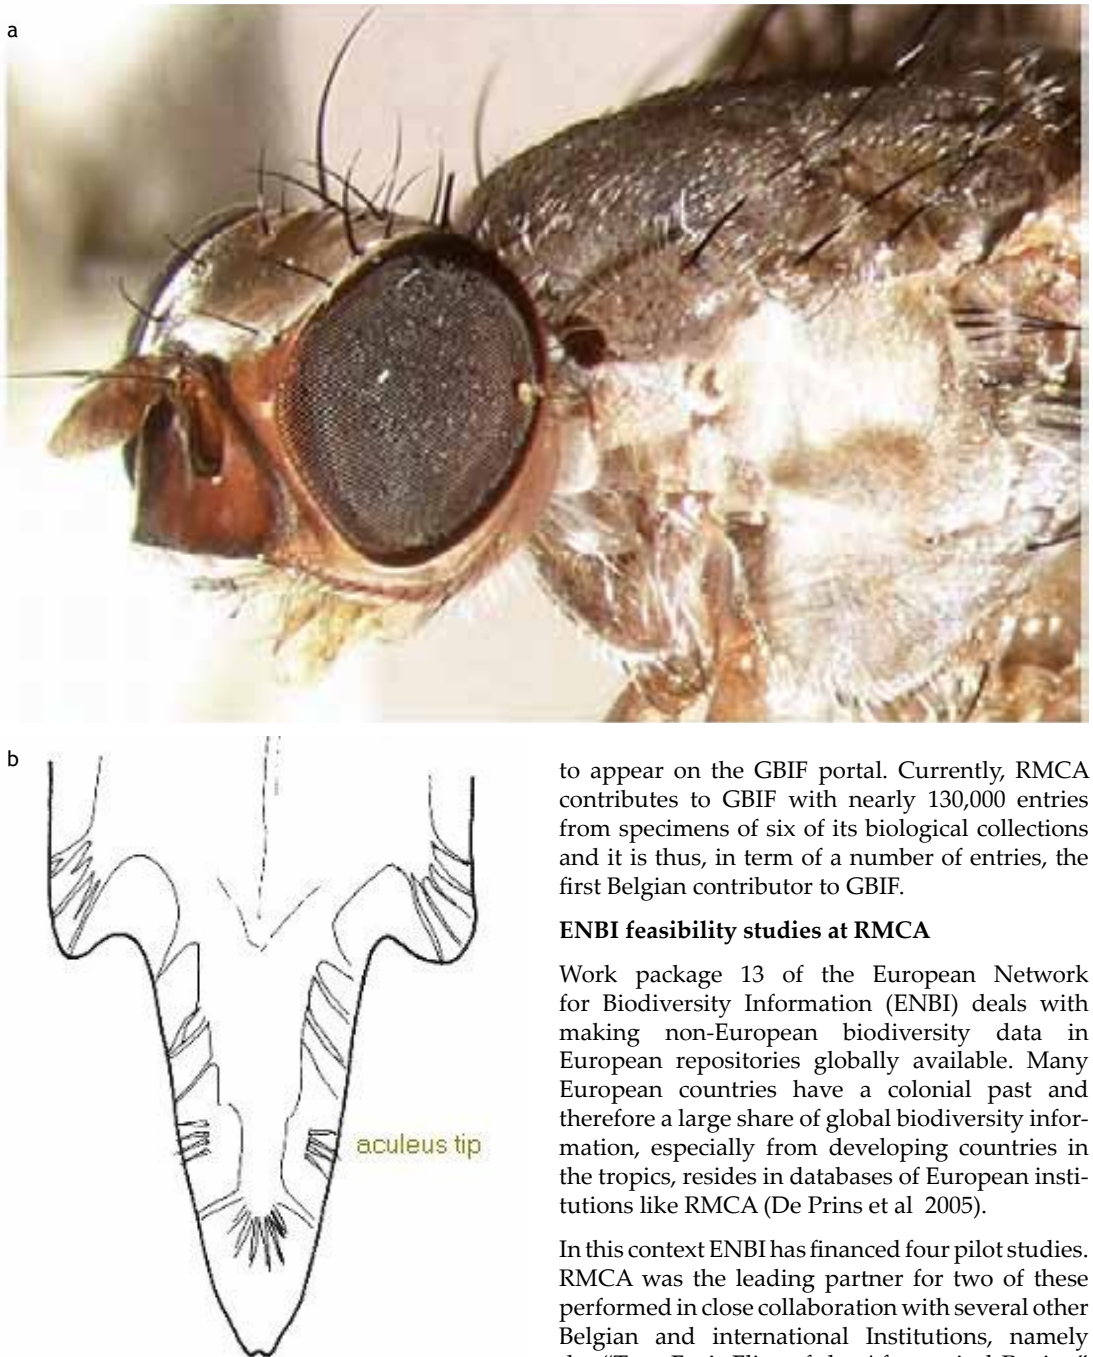 a
b
aculeus tip
to appear on the GBIF portal. Currently, RMCA
contributes to GBIF with nearly 130,000 entries
from specimens of six of its biological collections
and it is thus, in term of a number of entries, the
first Belgian contributor to GBIF.
ENBI feasibility studies at RMCA
Work package 13 of the European Network
for Biodiversity Information (ENBI) deals with
making non-European biodiversity data in
European repositories globally available. Many
European countries have a colonial past and
therefore a large share of global biodiversity infor-
mation, especially from developing countries in
the tropics, resides in databases of European insti-
tutions like RMCA (De Prins et al 2005).
In this context ENBI has financed four pilot studies.
RMCA was the leading partner for two of these
performed in close collaboration with several other
Belgian and international Institutions, namely